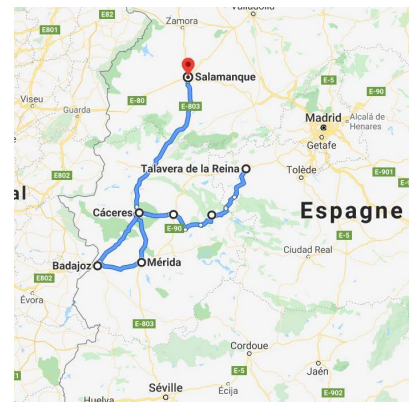 Valladolid
E801
E82
Zamora
E-5
E-90
E-80
Salamanque
Viseu
Guarda
E-803
Madrid
Alcalá de
Henares
Getafe
E802
Talavera de la Reina
Tolède
E-901
al
Cáceres
Espagne
E-90
E-5
Ciudad Real
Badajoz
Mérida
E802
Évora
E-803
Cordoue
E-5
Jaén
Séville
Écija
E-902
Huelva